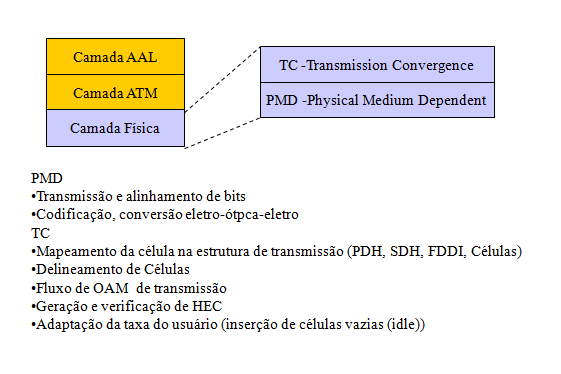 Camada AAL
Camada ATM
Camada Física
TC -Transmission Convergence
PMD -Physical Medium Dependent
PMD
•Transmissão e alinhamento de bits
•Codificação, conversão eletro-ótpca-eletro
TC
•Mapeamento da célula na estrutura de transmissão (PDH, SDH, FDDI, Células)
•Delineamento de Células
•Fluxo de OAM  de transmissão
•Geração e verificação de HEC
•Adaptação da taxa do usuário (inserção de células vazias (idle))